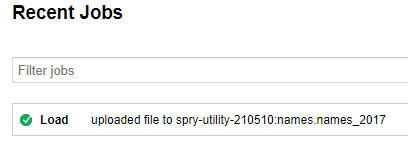 Recent Jobs
Filter jobs
Load uploaded file to spry-utility-210510:names.names_2017